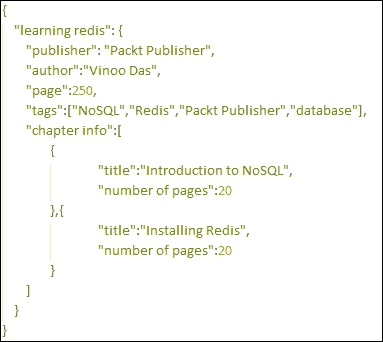 {
"learning redis": {
"publisher": "Packt Publisher",
"author":"Vinoo Das",
"page":250,
"tags":["NoSQL","Redis","Packt Publisher","database"],
"chapter info":[
{
"title":"Introduction to NoSQL",
"number of pages":20
},{
"title":"Installing Redis",
"number of pages":20
}
]
}
}